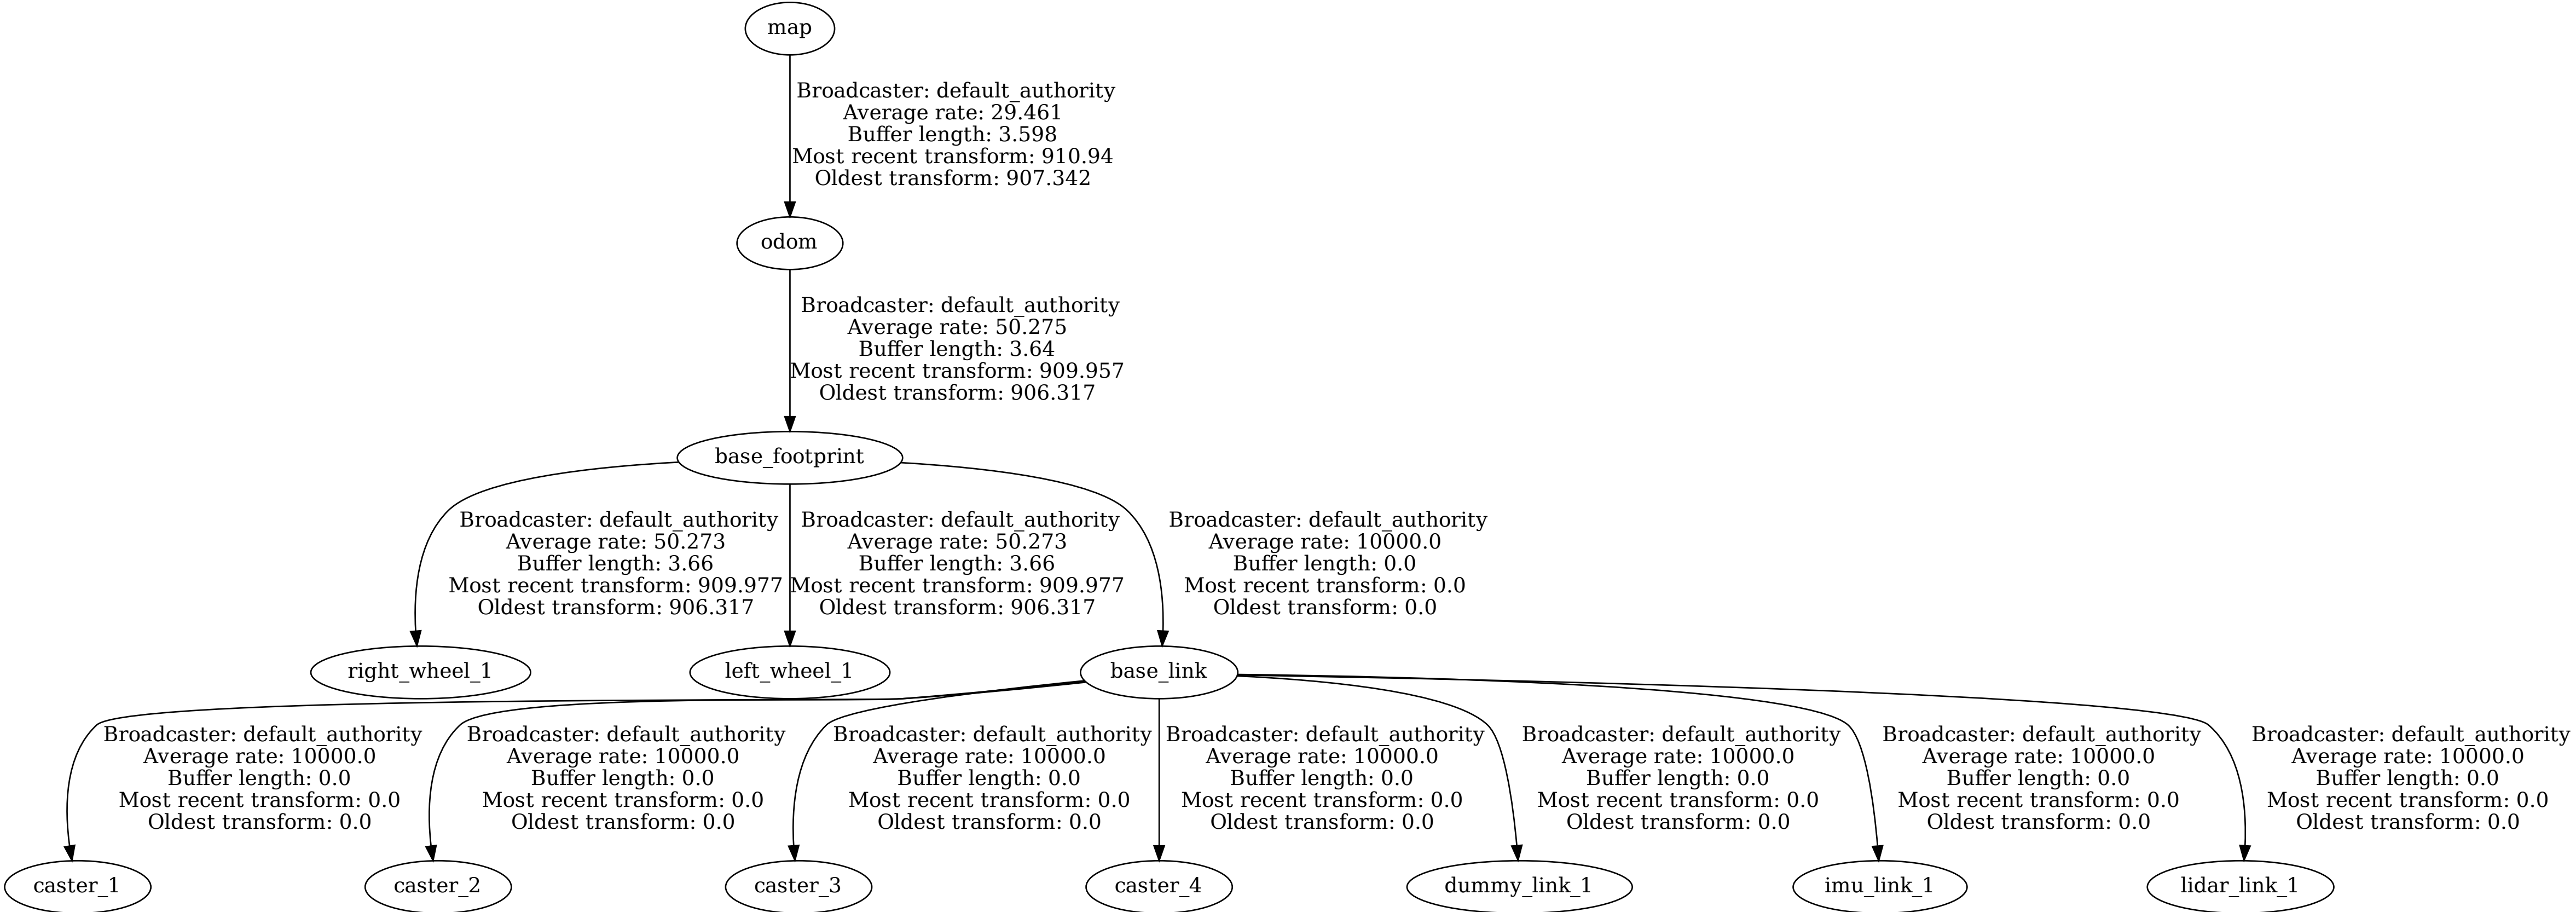 map
Broadcaster: default_authority
Average rate: 29.461
Buffer length: 3.598
Most recent transform: 910.94
Oldest transform: 907.342
odom
Broadcaster: default_authority
Average rate: 50.275
Buffer length: 3.64
Most recent transform: 909.957
Oldest transform: 906.317
base_footprint
Broadcaster: default_authority
Average rate: 50.273
Buffer length: 3.66
Most recent transform: 909.977
Oldest transform: 906.317
Broadcaster: default_authority
Average rate: 50.273
Buffer length: 3.66
Most recent transform: 909.977
Oldest transform: 906.317
Broadcaster: default_authority
Average rate: 10000.0
Buffer length: 0.0
Most recent transform: 0.0
Oldest transform: 0.0
right_wheel_1
left_wheel_1
base_link
Broadcaster: default_authority
Average rate: 10000.0
Buffer length: 0.0
Most recent transform: 0.0
Oldest transform: 0.0
Broadcaster: default_authority
Average rate: 10000.0
Buffer length: 0.0
Most recent transform: 0.0
Oldest transform: 0.0
Broadcaster: default_authority
Average rate: 10000.0
Buffer length: 0.0
Most recent transform: 0.0
Oldest transform: 0.0
Broadcaster: default_authority
Average rate: 10000.0
Buffer length: 0.0
Most recent transform: 0.0
Oldest transform: 0.0
Broadcaster: default_authority
Average rate: 10000.0
Buffer length: 0.0
Most recent transform: 0.0
Oldest transform: 0.0
Broadcaster: default_authority
Average rate: 10000.0
Buffer length: 0.0
Most recent transform: 0.0
Oldest transform: 0.0
Broadcaster: default_authority
Average rate: 10000.0
Buffer length: 0.0
Most recent transform: 0.0
Oldest transform: 0.0
caster_1
caster_2
caster_3
caster_4
dummy_link_1
imu_link_1
lidar_link_1